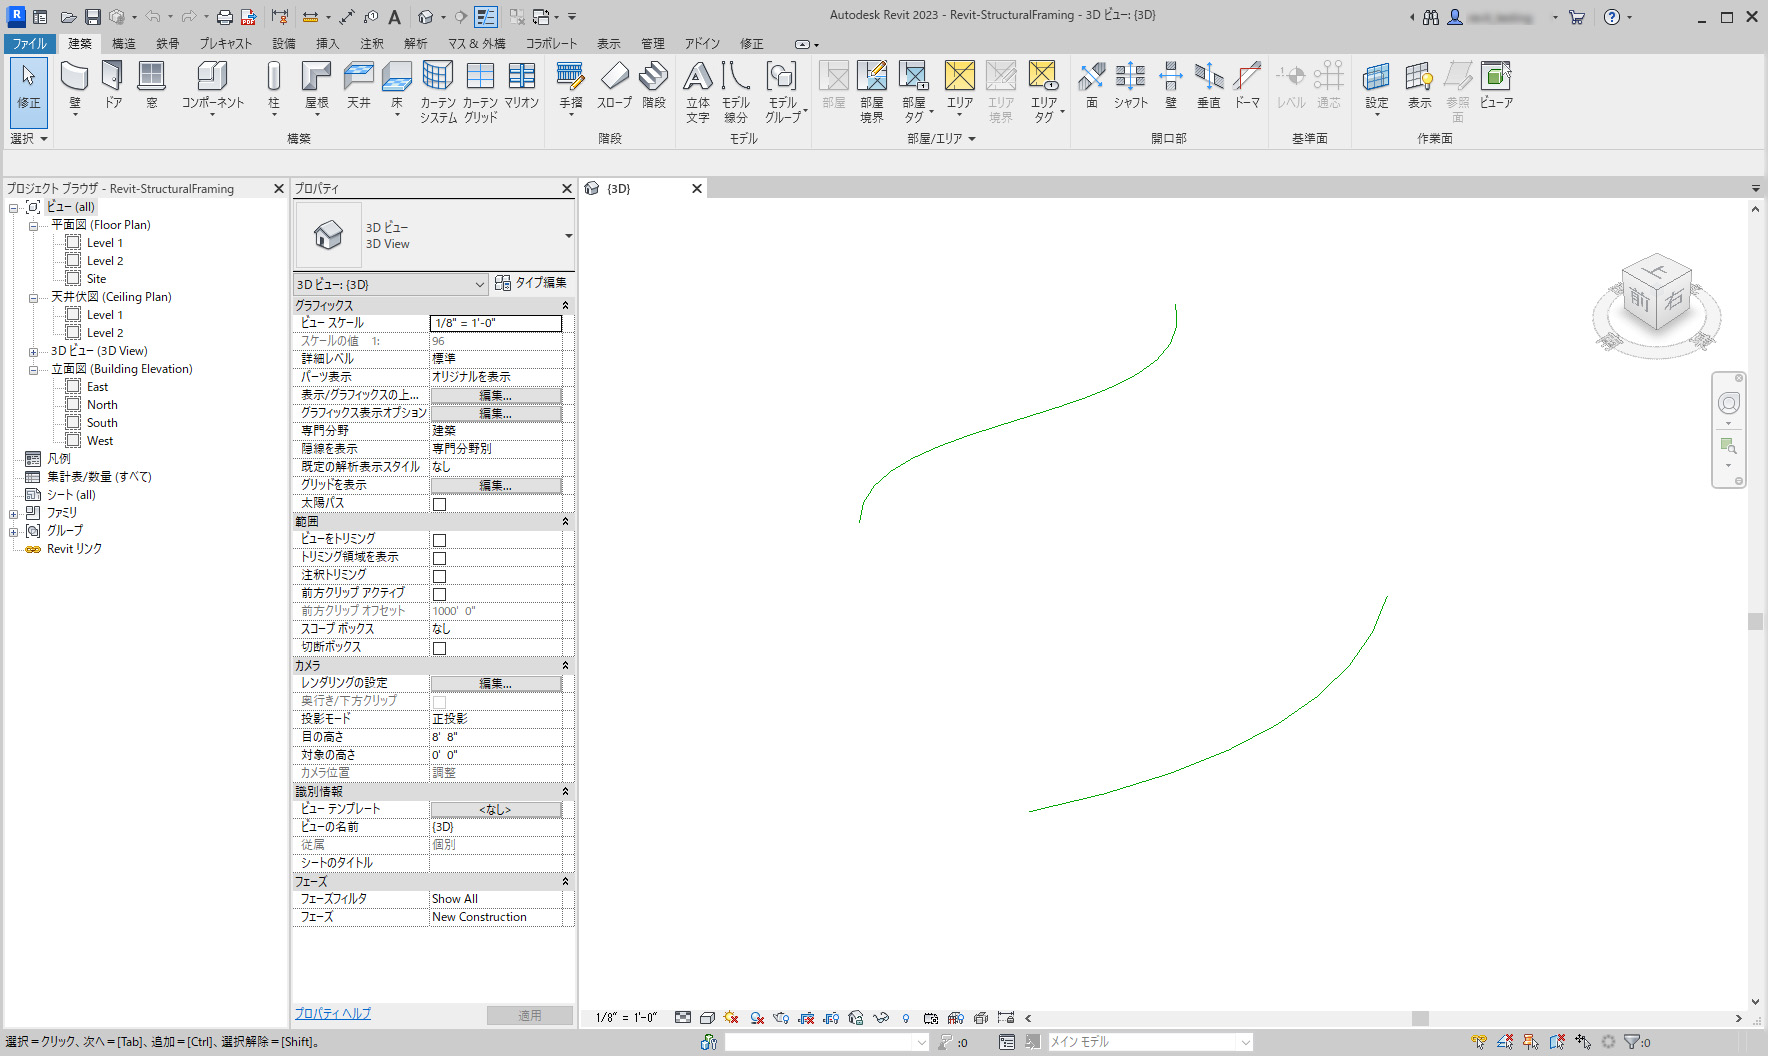 Autodesk Revit 2023 - Revit-StructuralFraming - 3D ビュー: {3D}
ファイル 建築 構造 鉄骨 プレキャスト 設備 挿入 注釈 解析 マス & 外構 コラボレート 表示 管理 アドイン 修正
修正 壁 ドア 窓 コンポーネント 柱 屋根 天井 床 カーテン システム カーテン グリッド マリオン 手摺 スロープ 階段 立体 文字 モデル 線分 モデル グループ 部屋 部屋 境界 部屋 タグ エリア エリア 境界 エリア タグ 面 シャフト 壁 垂直 ドーマ レベル 通芯 設定 表示 参照 面 ビューア
選択 構築 階段 モデル 部屋/エリア 開口部 基準面 作業面
プロジェクト ブラウザ - Revit-StructuralFraming
ビュー (all)
平面図 (Floor Plan)
Level 1
Level 2
Site
天井伏図 (Ceiling Plan)
Level 1
Level 2
3D ビュー (3D View)
立面図 (Building Elevation)
East
North
South
West
凡例
集計表/数量 (すべて)
シート (all)
ファミリ
グループ
Revit リンク
プロパティ
3D ビュー
3D View
3D ビュー: {3D} タイプ編集
グラフィックス
ビュー スケール 1/8" = 1'-0"
スケールの値 1: 96
詳細レベル 標準
パーツ表示 オリジナルを表示
表示/グラフィックスの上... 編集...
グラフィックス表示オプション 編集...
専門分野 建築
隠線を表示 専門分野別
既定の解析表示スタイル なし
グリッドを表示 編集...
太陽パス
範囲
ビューをトリミング
トリミング領域を表示
注釈トリミング
前方クリップ アクティブ
前方クリップ オフセット 1000' 0"
スコープ ボックス なし
切断ボックス
カメラ
レンダリングの設定 編集...
奥行き/下方クリップ
投影モード 正投影
目の高さ 8' 8"
対象の高さ 0' 0"
カメラ位置 調整
識別情報
ビュー テンプレート <なし>
ビューの名前 {3D}
従属 個別
シートのタイトル
フェーズ
フェーズフィルタ Show All
フェーズ New Construction
プロパティ ヘルプ 適用
{3D}
上
前 右
1/8" = 1'-0"
選択＝クリック、次へ＝[Tab]、追加＝[Ctrl]、選択解除＝[Shift]。
:0 メイン モデル :0